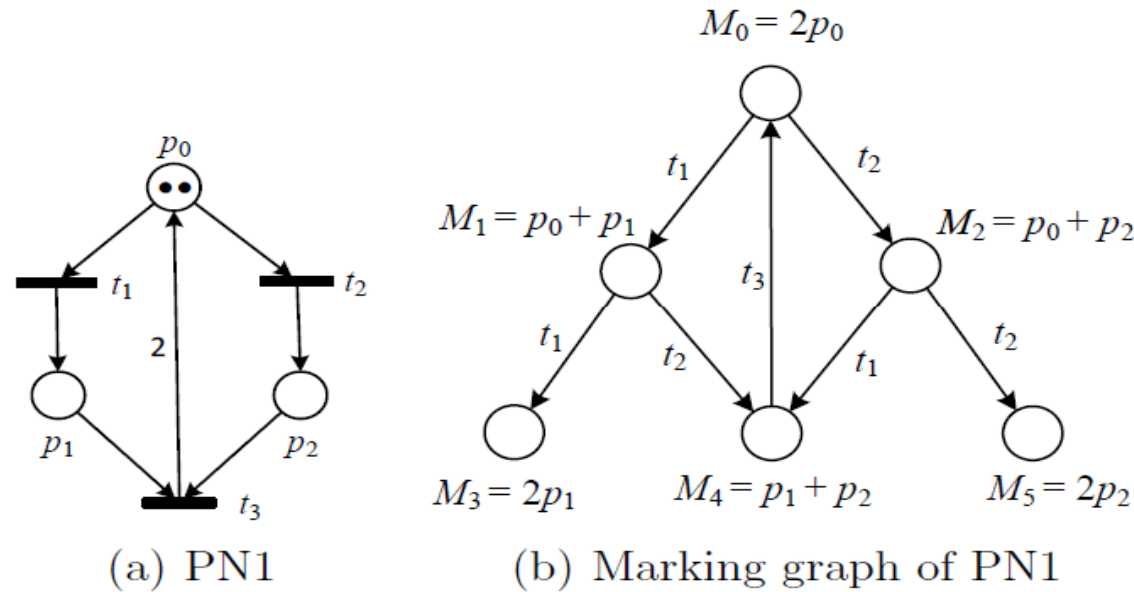 p₀
t₁
t₂
2
p₁
p₂
t₃
(a) PN1
M₀ = 2p₀
t₁
t₂
M₁ = p₀ + p₁
M₂ = p₀ + p₂
t₃
t₁
t₂
t₁
t₂
M₃ = 2p₁
M₄ = p₁ + p₂
M₅ = 2p₂
(b) Marking graph of PN1